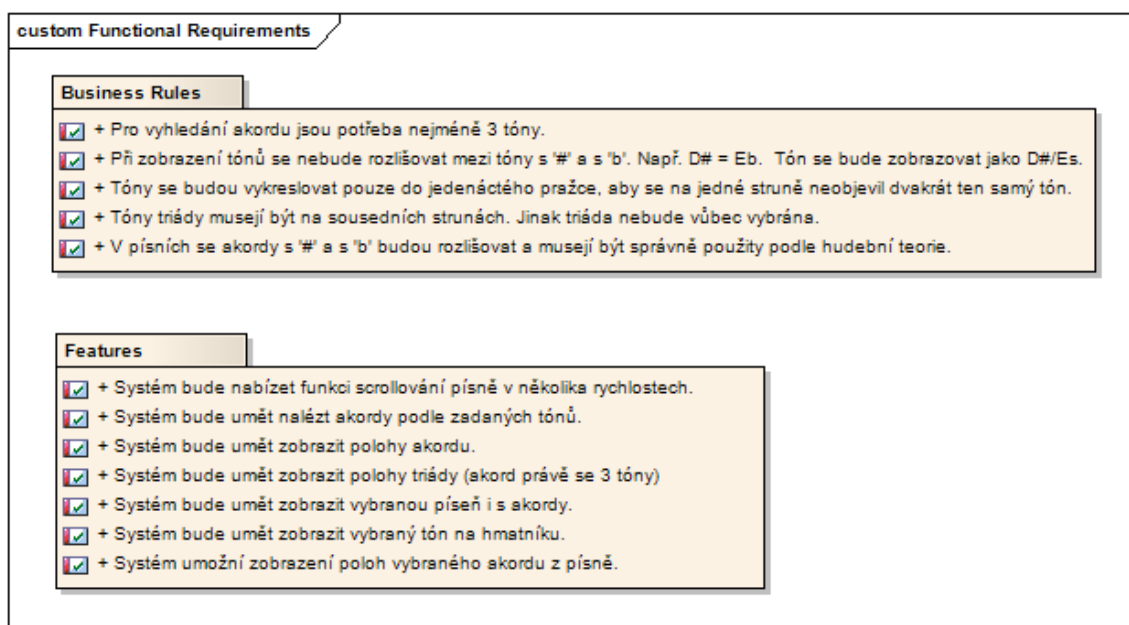 custom Functional Requirements
Business Rules
+ Pro vyhledání akordu jsou potřeba nejméně 3 tóny.
+ Při zobrazení tónů se nebude rozlišovat mezi tóny s '#' a s 'b'. Např. D# = Eb.  Tón se bude zobrazovat jako D#/Es.
+ Tóny se budou vykreslovat pouze do jedenáctého pražce, aby se na jedné struně neobjevil dvakrát ten samý tón.
+ Tóny triády musejí být na sousedních strunách. Jinak triáda nebude vůbec vybrána.
+ V písních se akordy s '#' a s 'b' budou rozlišovat a musejí být správně použity podle hudební teorie.
Features
+ Systém bude nabízet funkci scrollování písně v několika rychlostech.
+ Systém bude umět nalézt akordy podle zadaných tónů.
+ Systém bude umět zobrazit polohy akordu.
+ Systém bude umět zobrazit polohy triády (akord právě se 3 tóny)
+ Systém bude umět zobrazit vybranou píseň i s akordy.
+ Systém bude umět zobrazit vybraný tón na hmatníku.
+ Systém umožní zobrazení poloh vybraného akordu z písně.